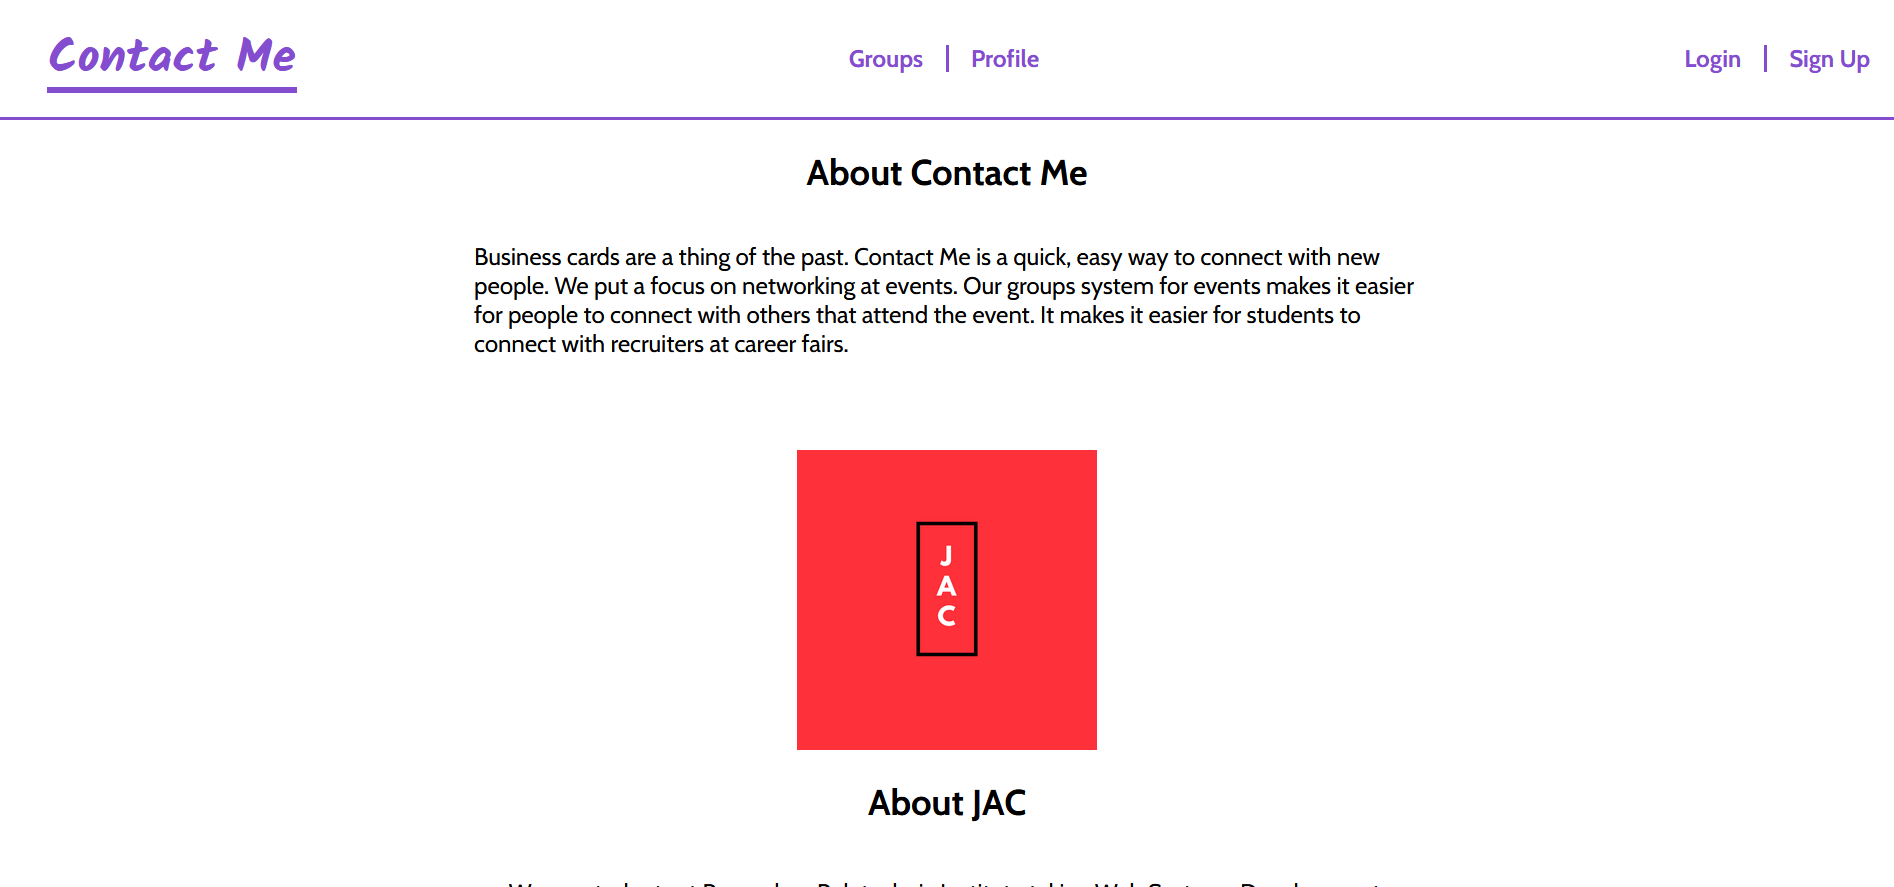 Contact Me
Groups | Profile
Login | Sign Up
About Contact Me
Business cards are a thing of the past. Contact Me is a quick, easy way to connect with new
people. We put a focus on networking at events. Our groups system for events makes it easier
for people to connect with others that attend the event. It makes it easier for students to
connect with recruiters at career fairs.
J
A
C
About JAC